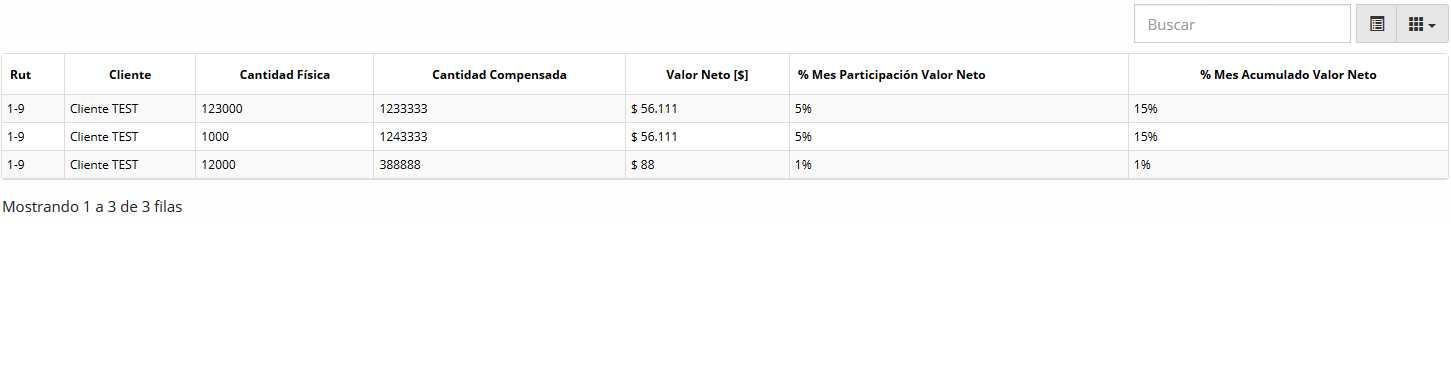 Buscar
Rut Cliente Cantidad Física Cantidad Compensada Valor Neto [$] % Mes Participación Valor Neto % Mes Acumulado Valor Neto
1-9 Cliente TEST 123000 1233333 $ 56.111 5% 15%
1-9 Cliente TEST 1000 1243333 $ 56.111 5% 15%
1-9 Cliente TEST 12000 388888 $ 88 1% 1%
Mostrando 1 a 3 de 3 filas